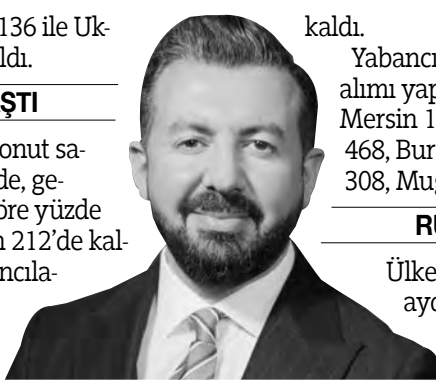 136 ile Uk-
ldı.
ŞTI
onut sa-
de, ge-
öre yüzde
n 212'de kal-
ncıla-
kaldı.
Yabancı
alımı yap
Mersin 1
468, Bur
308, Muğ
RU
Ülke
ayd